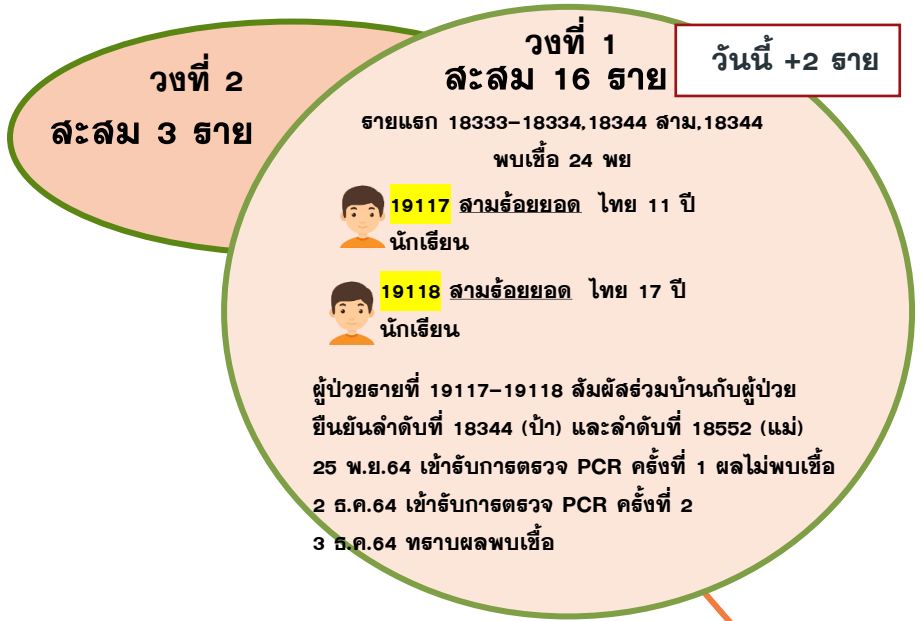 วงที่ 2
สะสม 3 ราย
วงที่ 1
สะสม 16 ราย
วันนี้ +2 ราย
รายแรก 18333-18334,18344 สาม,18344
พบเชื้อ 24 พย
19117 สามร้อยยอด ไทย 11 ปี
นักเรียน
19118 สามร้อยยอด ไทย 17 ปี
นักเรียน
ผู้ป่วยรายที่ 19117-19118 สัมผัสร่วมบ้านกับผู้ป่วย
ยืนยันลำดับที่ 18344 (ป้า) และลำดับที่ 18552 (แม่)
25 พ.ย.64 เข้ารับการตรวจ PCR ครั้งที่ 1 ผลไม่พบเชื้อ
2 ธ.ค.64 เข้ารับการตรวจ PCR ครั้งที่ 2
3 ธ.ค.64 ทราบผลพบเชื้อ